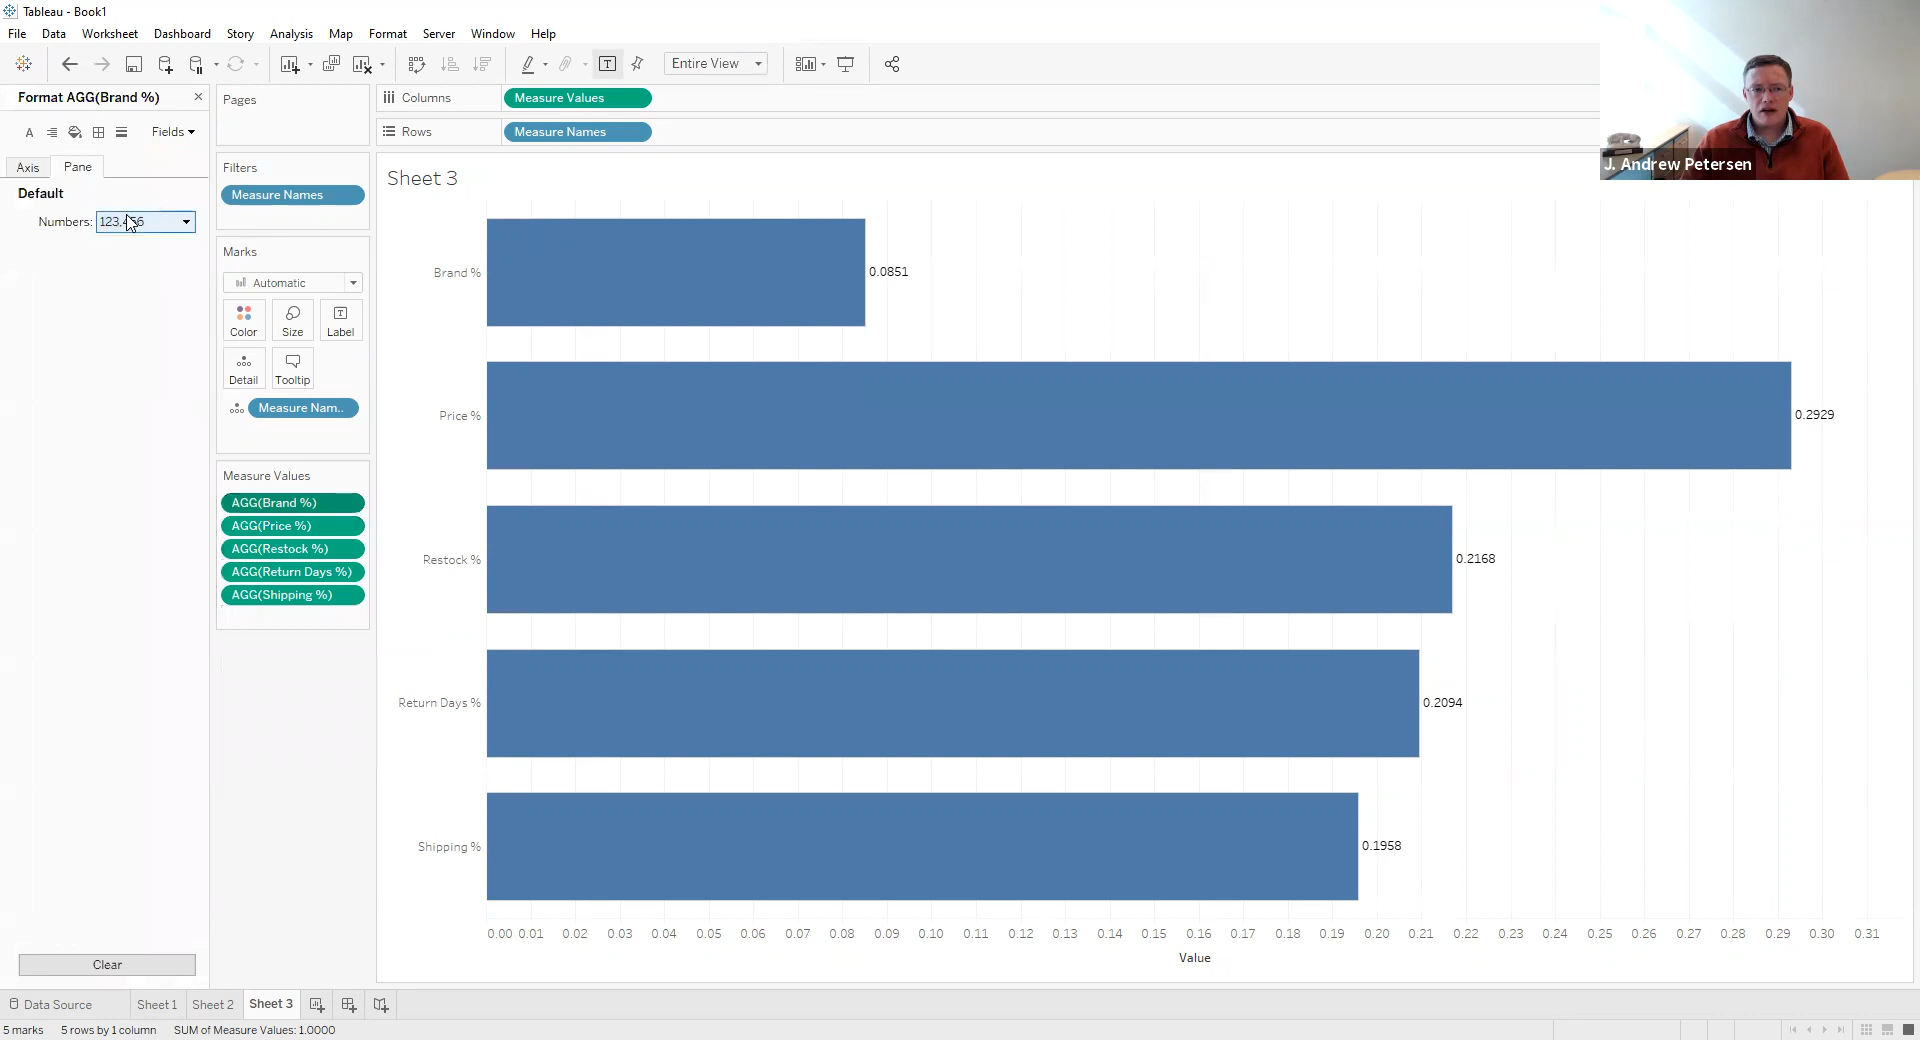 Tableau - Book1
File Data Worksheet Dashboard Story Analysis Map Format Server Window Help
Entire View
Format AGG(Brand %)
Fields
Axis Pane
Default
Numbers:
Clear
Pages
Filters
Measure Names
Marks
Automatic
Color Size Label
Detail Tooltip
Measure Nam..
Measure Values
AGG(Brand %)
AGG(Price %)
AGG(Restock %)
AGG(Return Days %)
AGG(Shipping %)
Columns Measure Values
Rows Measure Names
J. Andrew Petersen
Sheet 3
Brand % 0.0851
Price % 0.2929
Restock % 0.2168
Return Days % 0.2094
Shipping % 0.1958
0.00 0.01 0.02 0.03 0.04 0.05 0.06 0.07 0.08 0.09 0.10 0.11 0.12 0.13 0.14 0.15 0.16 0.17 0.18 0.19 0.20 0.21 0.22 0.23 0.24 0.25 0.26 0.27 0.28 0.29 0.30 0.31
Value
Data Source Sheet 1 Sheet 2 Sheet 3
5 marks 5 rows by 1 column SUM of Measure Values: 1.0000